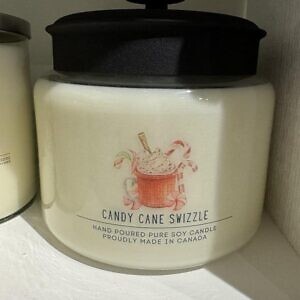 CANDY CANE SWIZZLE
HAND POURED PURE SOY CANDLE
PROUDLY MADE IN CANADA